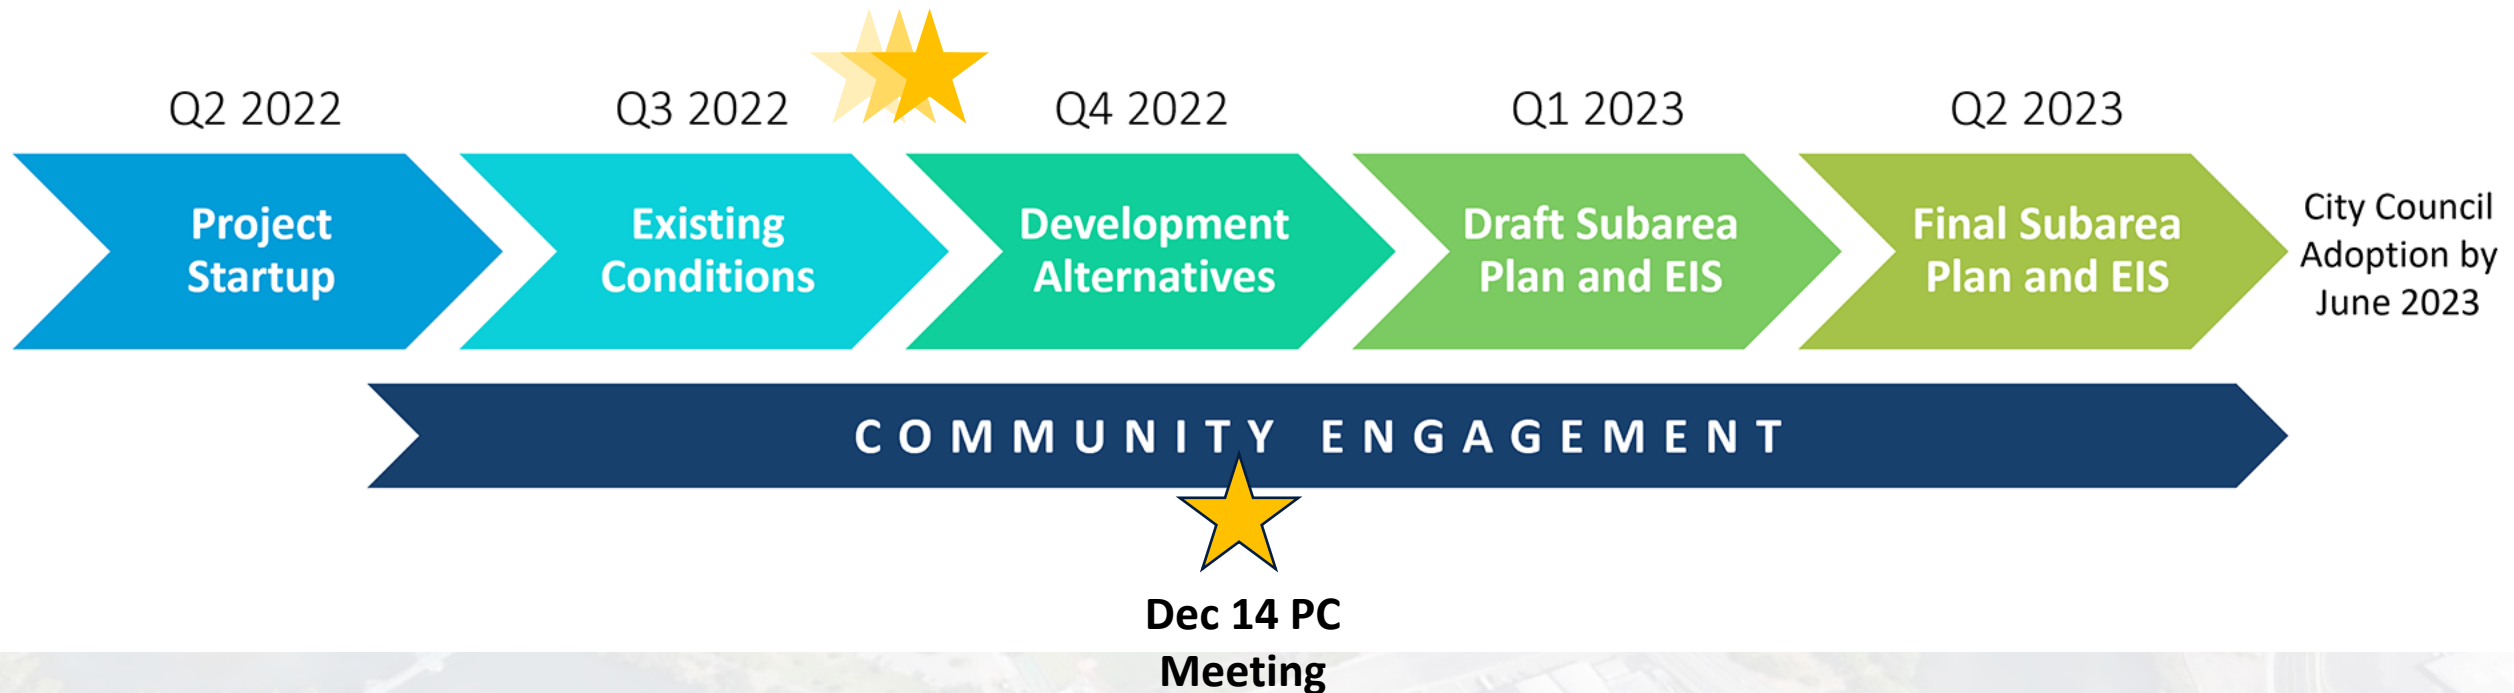 Q2 2022
Q3 2022
Q4 2022
Q1 2023
Q2 2023
Project
Startup
Existing
Conditions
Development
Alternatives
Draft Subarea
Plan and EIS
Final Subarea
Plan and EIS
City Council
Adoption by
June 2023
COMMUNITY ENGAGEMENT
Dec 14 PC
Meeting